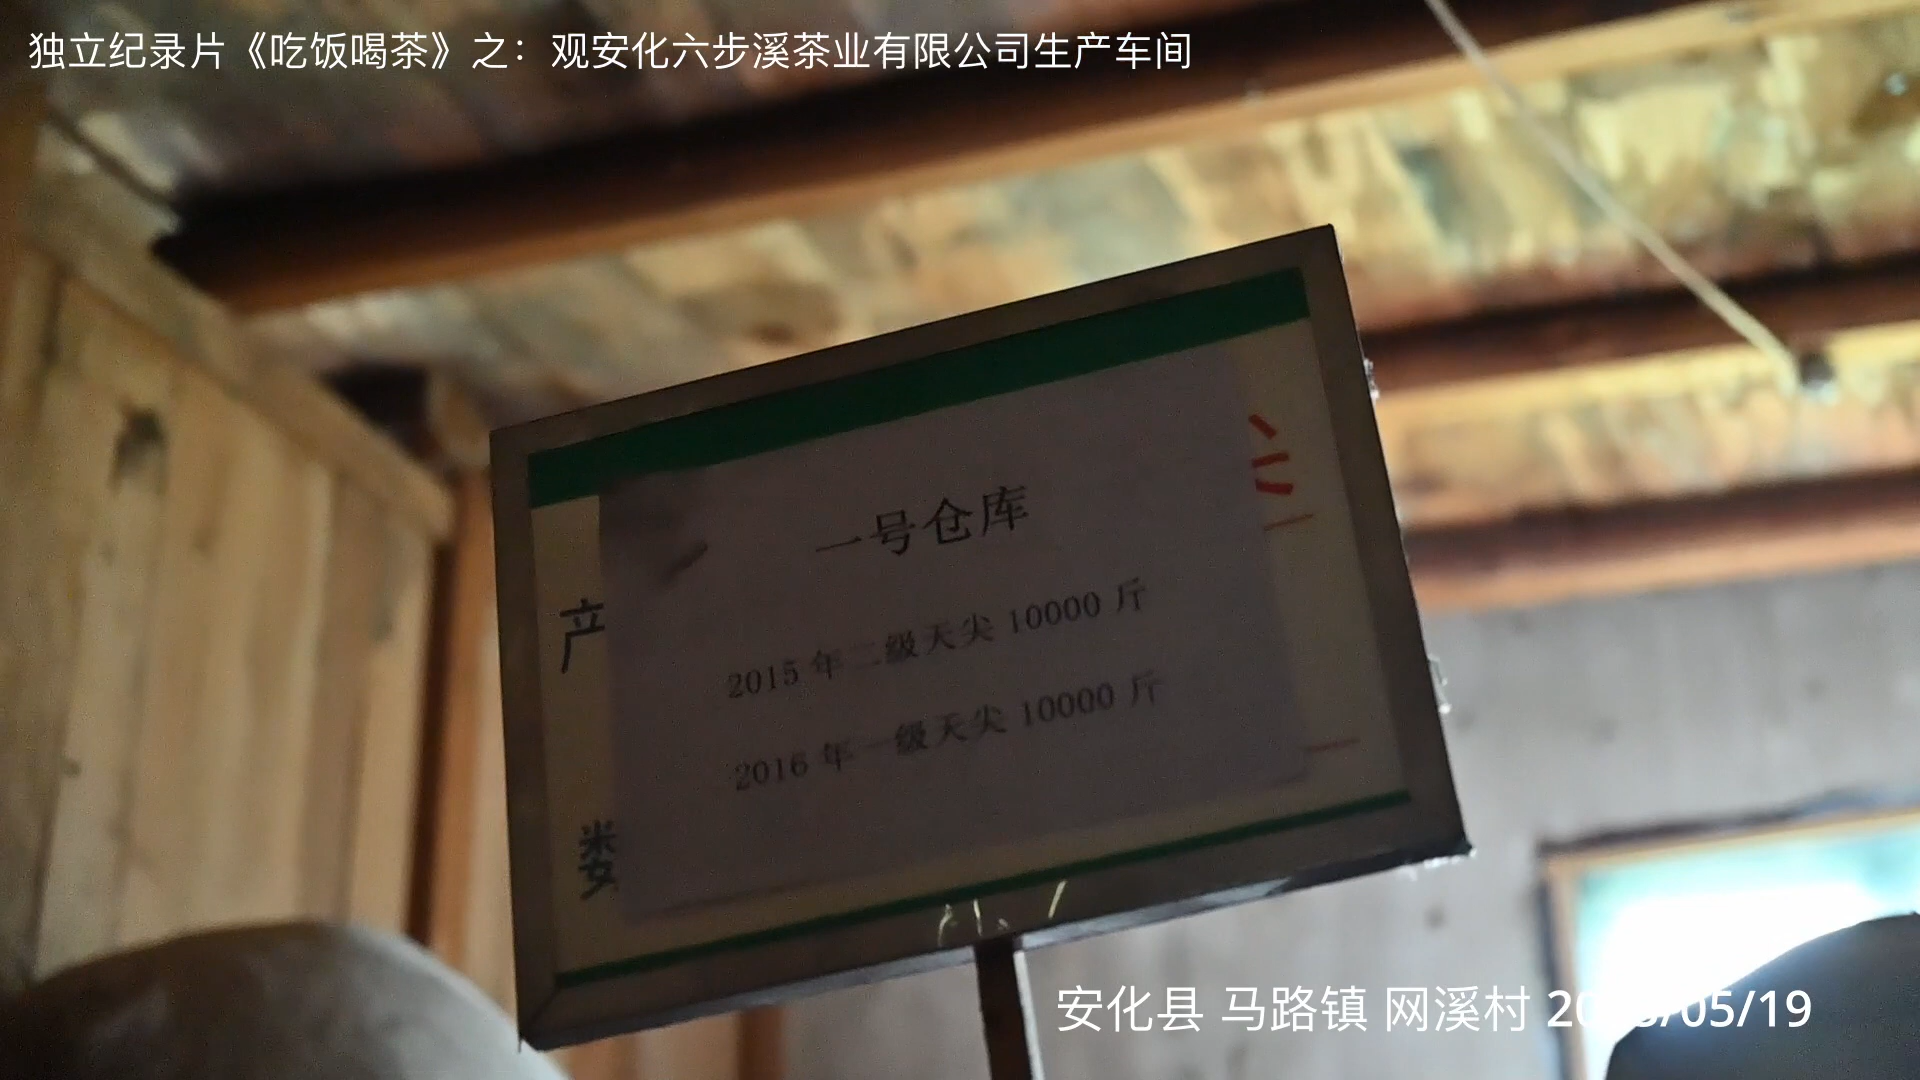 独立纪录片《吃饭喝茶》之：观安化六步溪茶业有限公司生产车间
一号仓库
2015 年二级天尖 10000 斤
2016 年一级天尖 10000 斤
产
娄
安化县 马路镇 网溪村